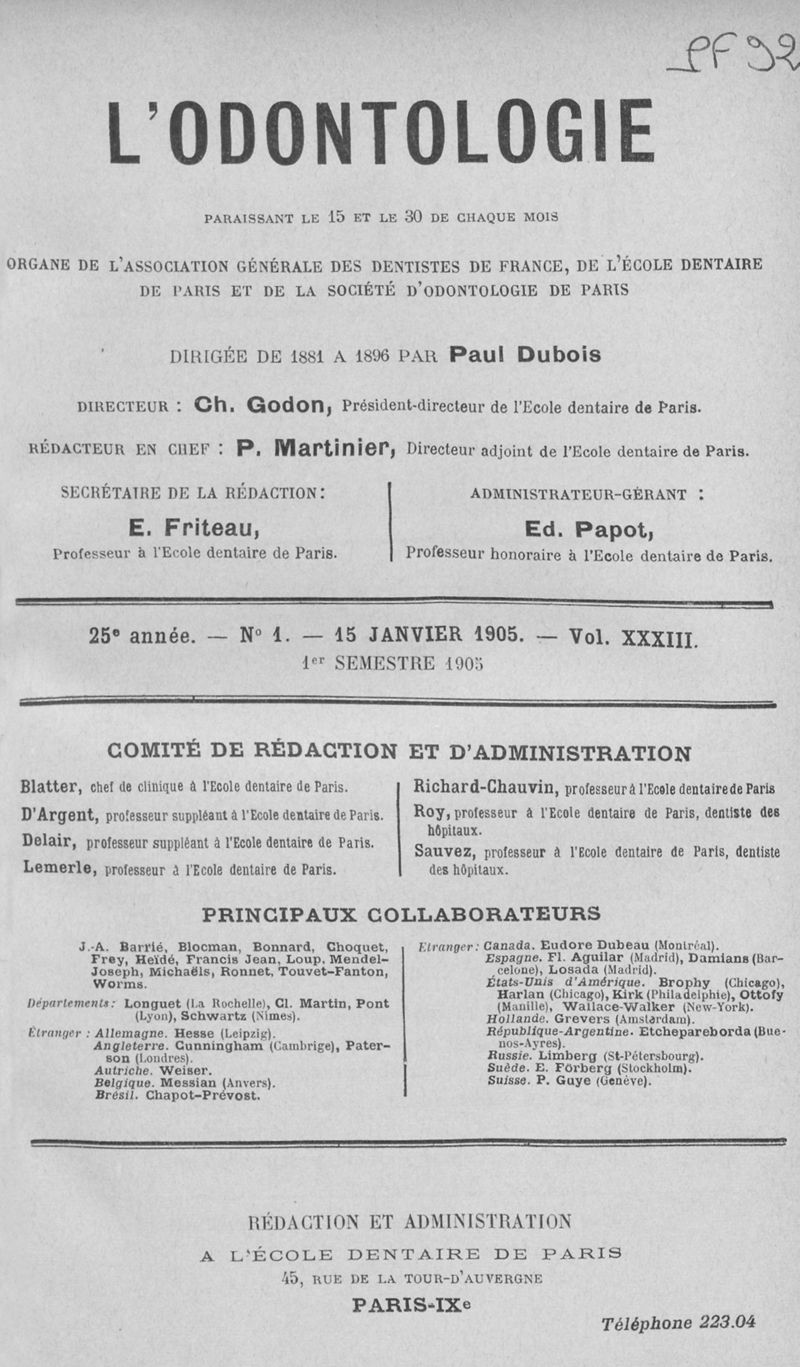 PF 92
L'ODONTOLOGIE
PARAISSANT LE 15 ET LE 30 DE CHAQUE MOIS
ORGANE DE L'ASSOCIATION GÉNÉRALE DES DENTISTES DE FRANCE, DE L'ÉCOLE DENTAIRE
DE PARIS ET DE LA SOCIÉTÉ D'ODONTOLOGIE DE PARIS
DIRIGÉE DE 1881 A 1896 PAR Paul Dubois
DIRECTEUR : Ch. Godon, Président-directeur de l'Ecole dentaire de Paris.
RÉDACTEUR EN CHEF : P. Martinier, Directeur adjoint de l'Ecole dentaire de Paris.
SECRÉTAIRE DE LA RÉDACTION:
E. Friteau,
Professeur à l'Ecole dentaire de Paris.
ADMINISTRATEUR-GÉRANT :
Ed. Papot,
Professeur honoraire à l'Ecole dentaire de Paris.
25e année. — No 1. — 15 JANVIER 1905. — Vol. XXXIII.
1er SEMESTRE 1905
COMITÉ DE RÉDACTION ET D'ADMINISTRATION
Blatter, chef de clinique à l'Ecole dentaire de Paris.
D'Argent, professeur suppléant à l'Ecole dentaire de Paris.
Delair, professeur suppléant à l'Ecole dentaire de Paris.
Lemerle, professeur à l'Ecole dentaire de Paris.
Richard-Chauvin, professeur à l'Ecole dentaire de Paris
Roy, professeur à l'Ecole dentaire de Paris, dentiste des
hôpitaux.
Sauvez, professeur à l'Ecole dentaire de Paris, dentiste
des hôpitaux.
PRINCIPAUX COLLABORATEURS
J.-A. Barrié, Blocman, Bonnard, Choquet,
Frey, Heïdé, Francis Jean, Loup, Mendel-
Joseph, Michaëls, Ronnet, Touvet-Fanton,
Worms.
Départements: Longuet (La Rochelle), Cl. Martin, Pont
(Lyon), Schwartz (Nîmes).
Étranger : Allemagne. Hesse (Leipzig).
Angleterre. Cunningham (Cambrige), Pater-
son (Londres).
Autriche. Weiser.
Belgique. Messian (Anvers).
Brésil. Chapot-Prévost.
Etranger: Canada. Eudore Dubeau (Montréal).
Espagne. Fl. Aguilar (Madrid), Damians (Bar-
celone), Losada (Madrid).
États-Unis d'Amérique. Brophy (Chicago),
Harlan (Chicago), Kirk (Philadelphie), Ottofy
(Manille), Wallace-Walker (New-York).
Hollande. Grevers (Amsterdam).
République-Argentine. Etchepareborda (Bue-
nos-Ayres).
Russie. Limberg (St-Pétersbourg).
Suède. E. Förberg (Stockholm).
Suisse. P. Guye (Genève).
RÉDACTION ET ADMINISTRATION
A L'ÉCOLE DENTAIRE DE PARIS
45, RUE DE LA TOUR-D'AUVERGNE
PARIS-IXe
Téléphone 223.04